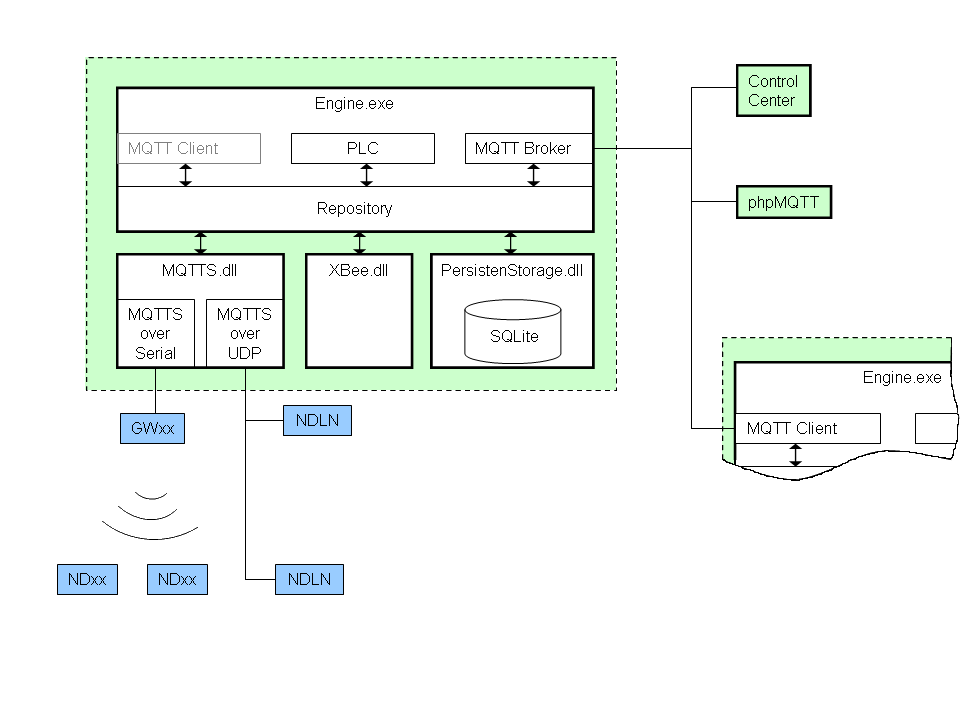 Engine.exe
MQTT Client
PLC
MQTT Broker
Repository
MQTTS.dll
XBee.dll
PersistenStorage.dll
MQTTS
over
Serial
MQTTS
over
UDP
SQLite
GWxx
NDLN
NDxx
NDxx
NDLN
Control
Center
phpMQTT
Engine.exe
MQTT Client